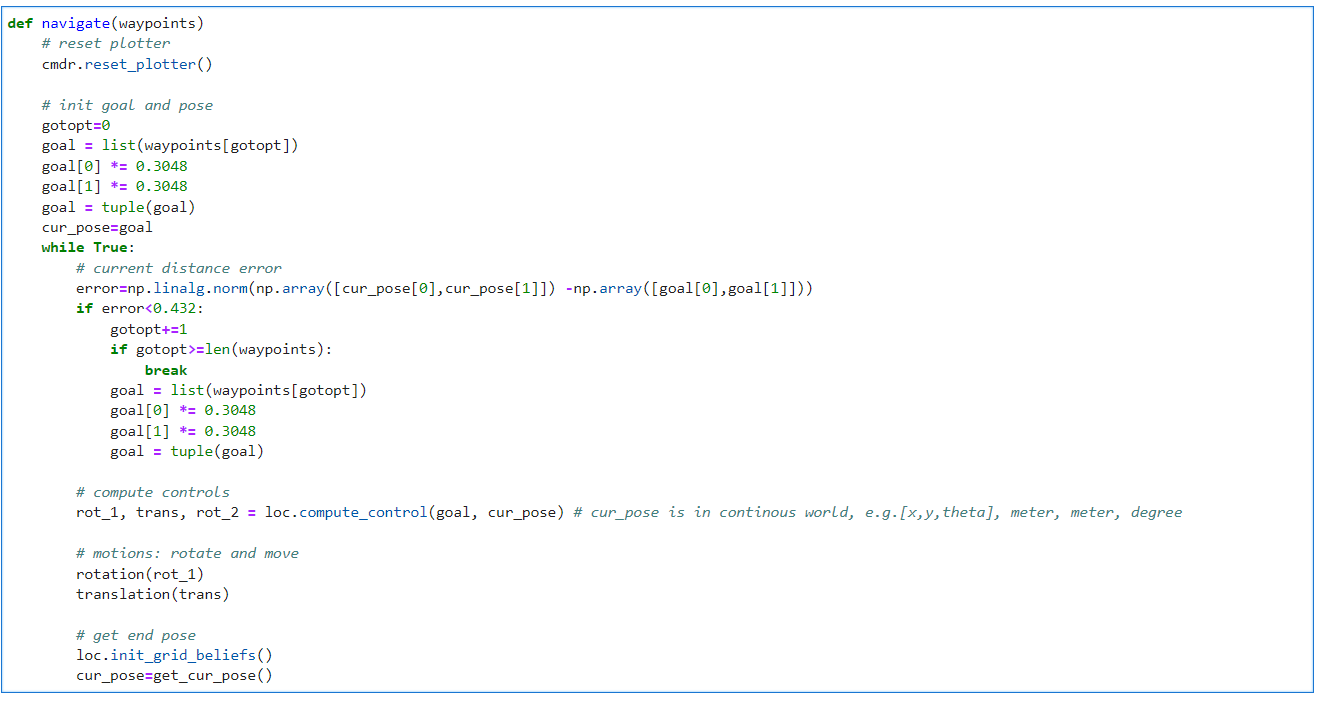 def navigate(waypoints)
    # reset plotter
    cmdr.reset_plotter()

    # init goal and pose
    gotopt=0
    goal = list(waypoints[gotopt])
    goal[0] *= 0.3048
    goal[1] *= 0.3048
    goal = tuple(goal)
    cur_pose=goal
    while True:
        # current distance error
        error=np.linalg.norm(np.array([cur_pose[0],cur_pose[1]]) -np.array([goal[0],goal[1]]))
        if error<0.432:
            gotopt+=1
            if gotopt>=len(waypoints):
                break
            goal = list(waypoints[gotopt])
            goal[0] *= 0.3048
            goal[1] *= 0.3048
            goal = tuple(goal)

        # compute controls
        rot_1, trans, rot_2 = loc.compute_control(goal, cur_pose) # cur_pose is in continous world, e.g.[x,y,theta], meter, meter, degree

        # motions: rotate and move
        rotation(rot_1)
        translation(trans)

        # get end pose
        loc.init_grid_beliefs()
        cur_pose=get_cur_pose()